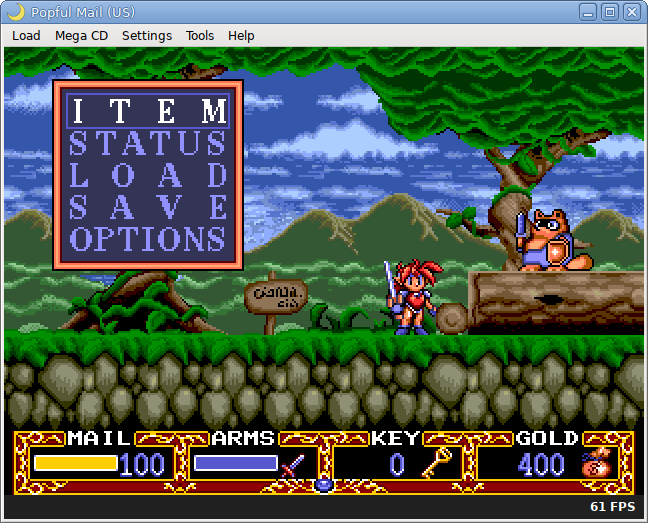 Popful Mail (US)
Load Mega CD Settings Tools Help
ITEM
STATUS
LOAD
SAVE
OPTIONS
MAIL ARMS KEY GOLD
100 0 400
61 FPS